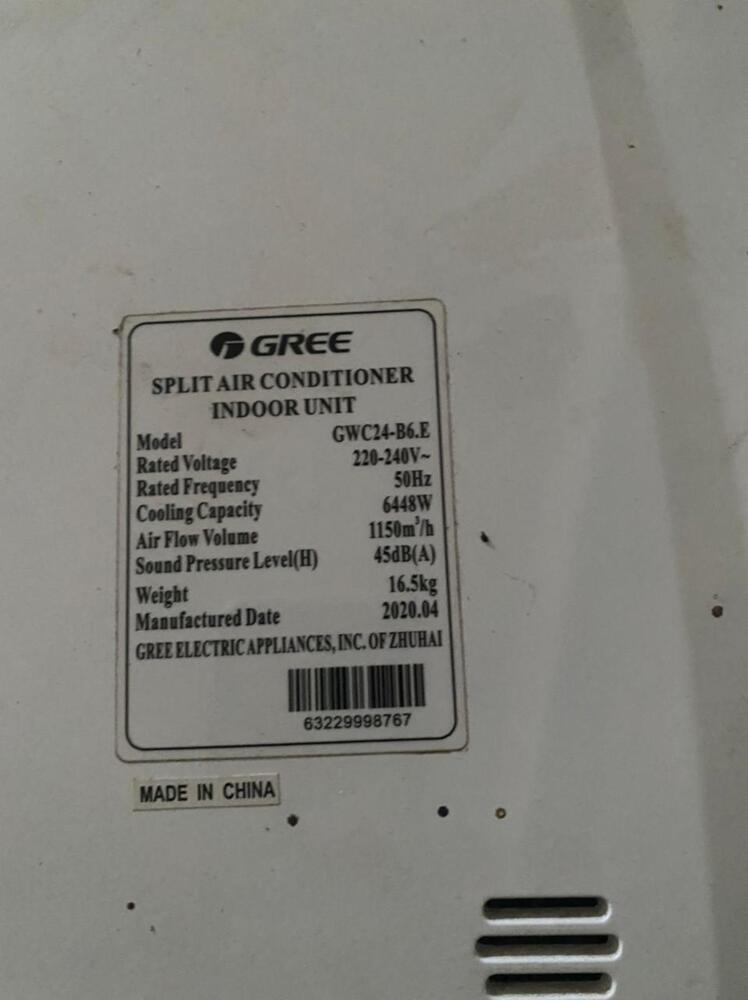 GREE
SPLIT AIR CONDITIONER
INDOOR UNIT
Model GWC24-B6.E
Rated Voltage 220-240V~
Rated Frequency 50Hz
Cooling Capacity 6448W
Air Flow Volume 1150m³/h
Sound Pressure Level(H) 45dB(A)
Weight 16.5kg
Manufactured Date 2020.04
GREE ELECTRIC APPLIANCES, INC. OF ZHUHAI
63229998767
MADE IN CHINA